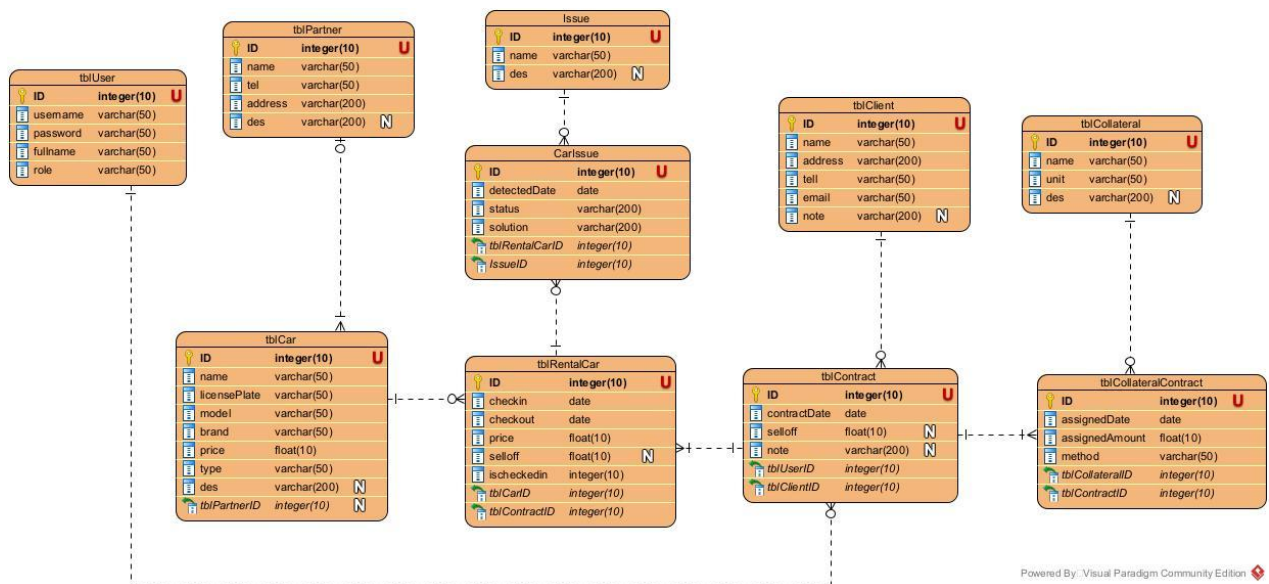 tblUser
ID integer(10) U
username varchar(50)
password varchar(50)
fullname varchar(50)
role varchar(50)
tblPartner
ID integer(10) U
name varchar(50)
tel varchar(50)
address varchar(200)
des varchar(200) N
Issue
ID integer(10) U
name varchar(50)
des varchar(200) N
CarIssue
ID integer(10) U
detectedDate date
status varchar(200)
solution varchar(200)
tblRentalCarID integer(10)
IssueID integer(10)
tblClient
ID integer(10) U
name varchar(50)
address varchar(200)
tell varchar(50)
email varchar(50)
note varchar(200) N
tblCollateral
ID integer(10) U
name varchar(50)
unit varchar(50)
des varchar(200) N
tblCar
ID integer(10) U
name varchar(50)
licensePlate varchar(50)
model varchar(50)
brand varchar(50)
price float(10)
type varchar(50)
des varchar(200) N
tblPartnerID integer(10) N
tblRentalCar
ID integer(10) U
checkin date
checkout date
price float(10)
selloff float(10) N
ischeckedin integer(10)
tblCarID integer(10)
tblContractID integer(10)
tblContract
ID integer(10) U
contractDate date
selloff float(10) N
note varchar(200) N
tblUserID integer(10)
tblClientID integer(10)
tblCollateralContract
ID integer(10) U
assignedDate date
assignedAmount float(10)
method varchar(50)
tblCollateralID integer(10)
tblContractID integer(10)
Powered By: Visual Paradigm Community Edition